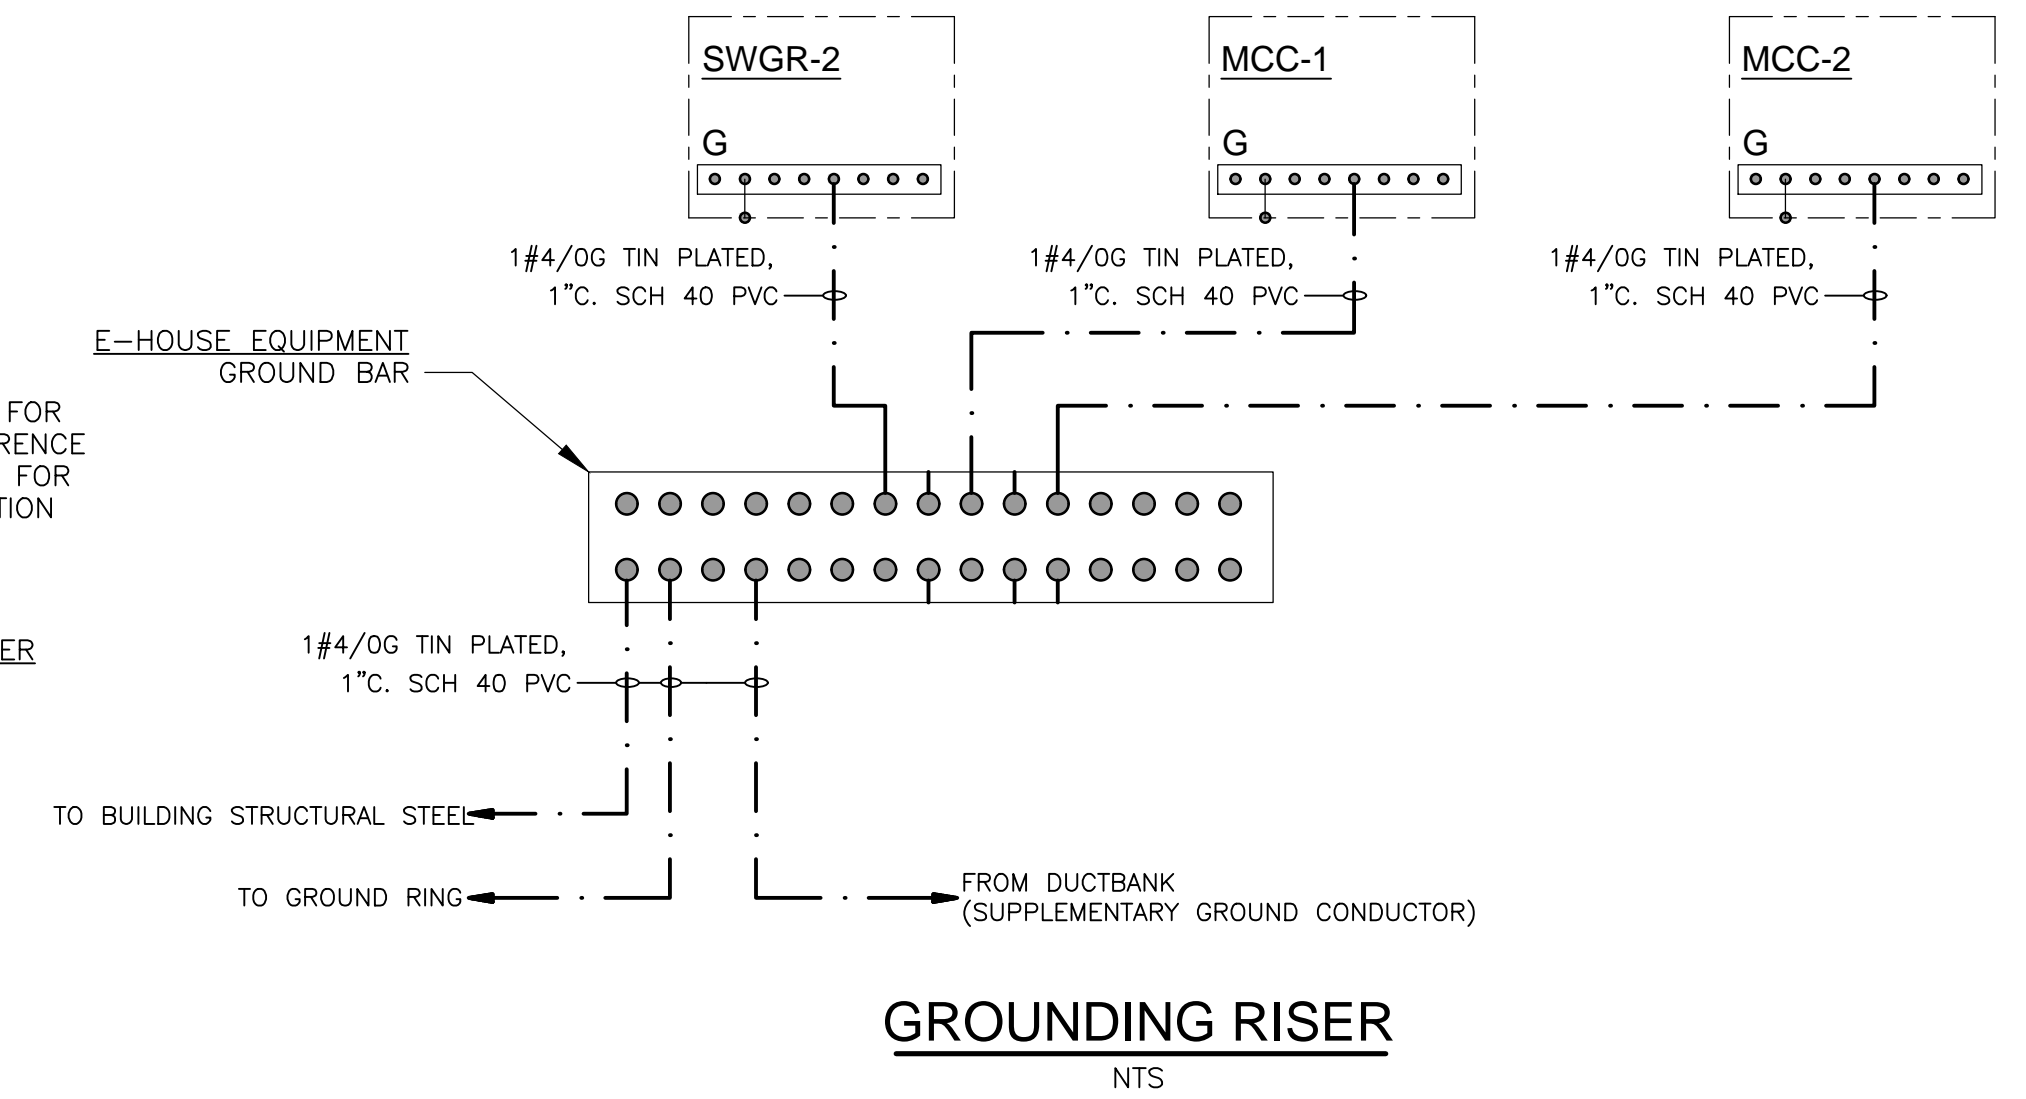 SWGR-2
MCC-1
MCC-2
G
G
G
1#4/0G TIN PLATED,
1"C. SCH 40 PVC
1#4/0G TIN PLATED,
1"C. SCH 40 PVC
1#4/0G TIN PLATED,
1"C. SCH 40 PVC
E-HOUSE EQUIPMENT
GROUND BAR
FOR
RENCE
FOR
TION
ER
1#4/0G TIN PLATED,
1"C. SCH 40 PVC
TO BUILDING STRUCTURAL STEEL
TO GROUND RING
FROM DUCTBANK
(SUPPLEMENTARY GROUND CONDUCTOR)
GROUNDING RISER
NTS